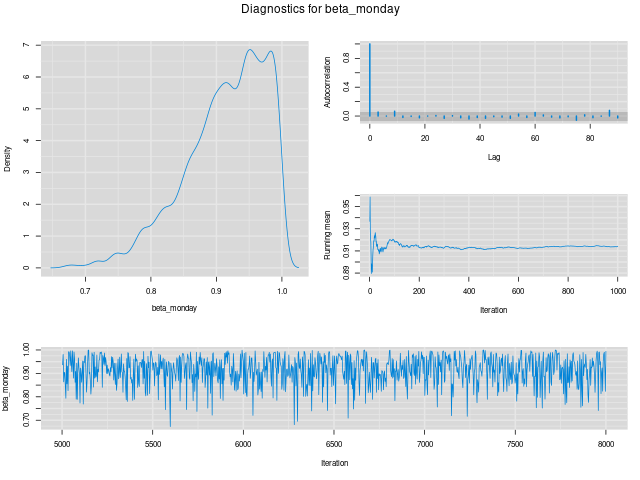 Diagnostics for beta_monday
Density
0 1 2 3 4 5 6 7
0.7 0.8 0.9 1.0
beta_monday
Autocorrelation
0.0 0.4 0.8
0 20 40 60 80
Lag
Running mean
0.89 0.91 0.93 0.95
0 200 400 600 800 1000
Iteration
beta_monday
0.70 0.80 0.90 1.00
5000 5500 6000 6500 7000 7500 8000
Iteration